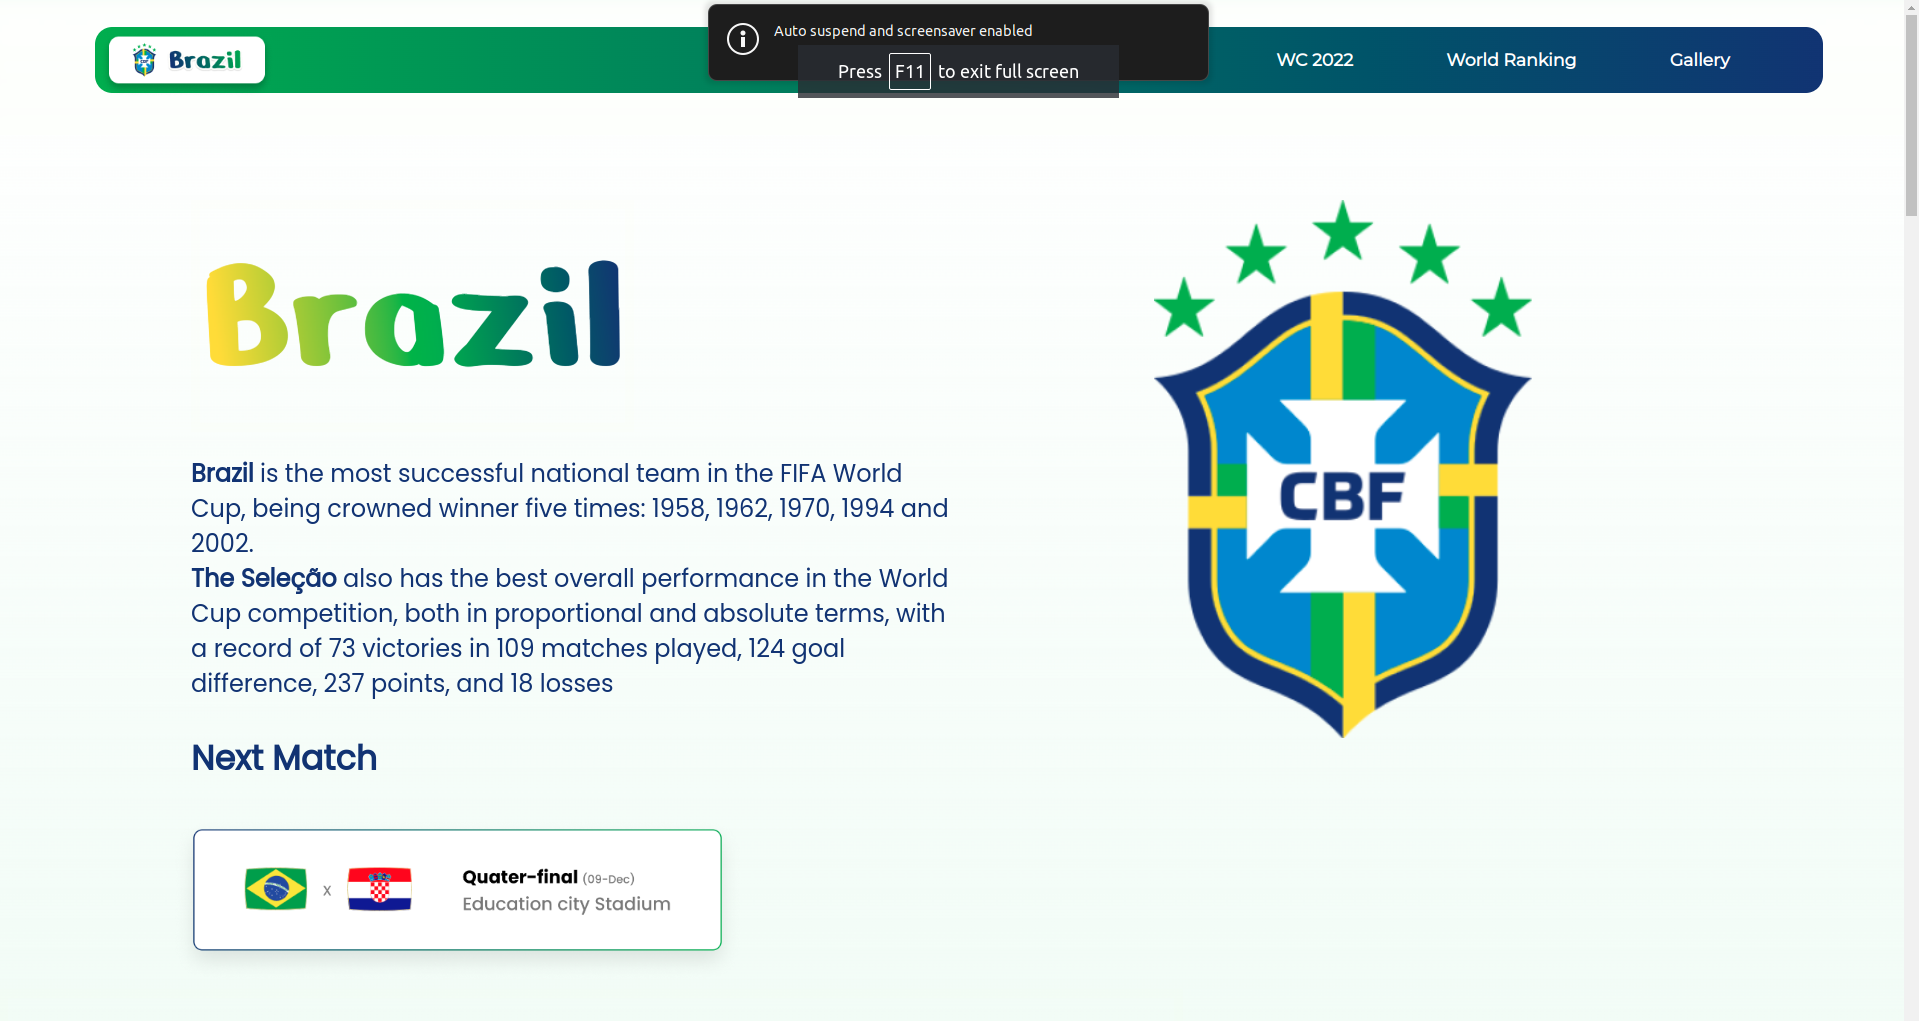 Auto suspend and screensaver enabled
Press F11 to exit full screen
Brazil
WC 2022
World Ranking
Gallery
Brazil
Brazil is the most successful national team in the FIFA World
Cup, being crowned winner five times: 1958, 1962, 1970, 1994 and
2002.
The Seleção also has the best overall performance in the World
Cup competition, both in proportional and absolute terms, with
a record of 73 victories in 109 matches played, 124 goal
difference, 237 points, and 18 losses
CBF
Next Match
x
Quater-final (09-Dec)
Education city Stadium